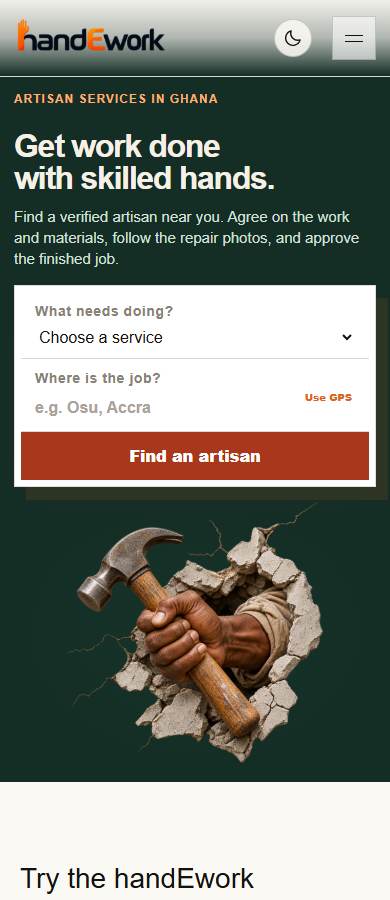 handEwork
ARTISAN SERVICES IN GHANA
Get work done
with skilled hands.
Find a verified artisan near you. Agree on the work
and materials, follow the repair photos, and approve
the finished job.
What needs doing?
Choose a service
Where is the job?
e.g. Osu, Accra
Use GPS
Find an artisan
Try the handEwork